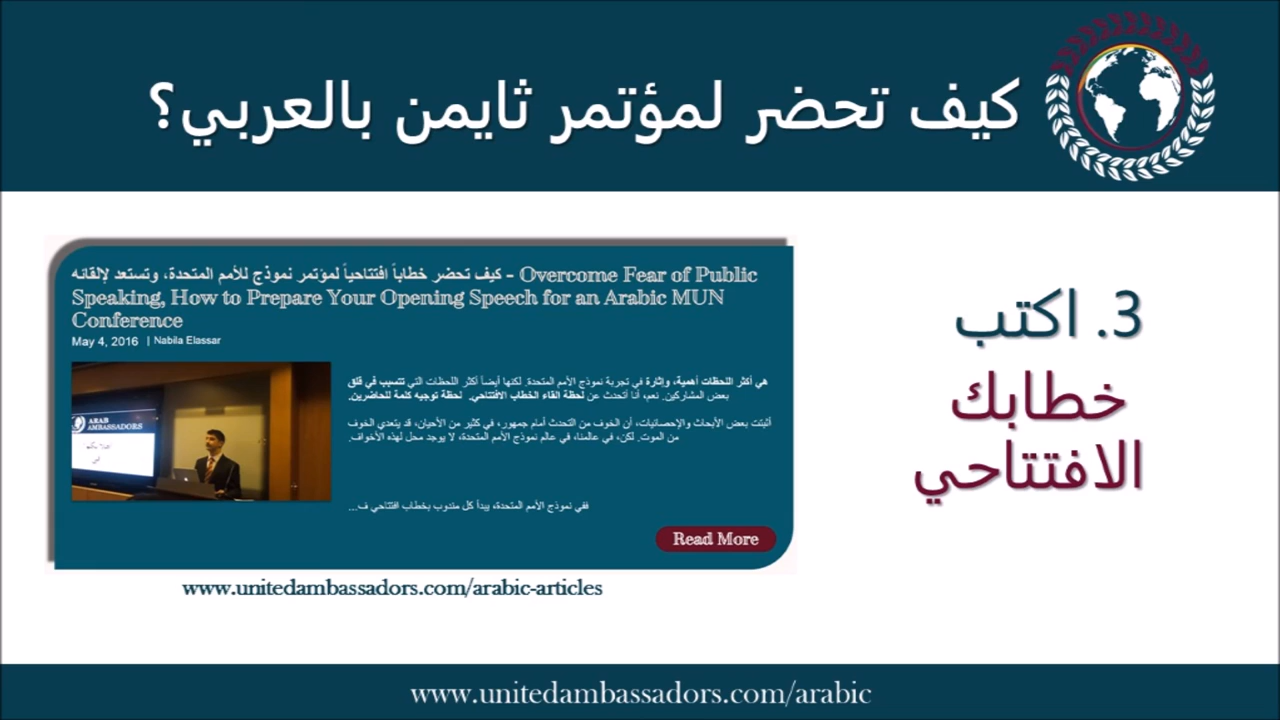 كيف تحضر لمؤتمر ثايمن بالعربي؟
3. اكتب
خطابك
الافتتاحي
كيف تحضر خطاباً افتتاحياً لمؤتمر نموذج للأمم المتحدة، وتستعد لإلقائه – Overcome Fear of Public
Speaking, How to Prepare Your Opening Speech for an Arabic MUN
Conference
May 4, 2016 | Nabila Elassar
ARAB
AMBASSADORS
هي أكثر اللحظات أهمية، وإثارة في تجربة نموذج الأمم المتحدة. لكنها أيضاً أكثر اللحظات التي تتسبب في قلق
بعض المشاركين. نعم، أنا أتحدث عن لحظة القاء الخطاب الافتتاحي. لحظة توجيه كلمة للحاضرين.
أثبتت بعض الأبحاث والإحصائيات، أن الخوف من التحدث أمام جمهور، في كثير من الأحيان، قد يتعدي الخوف
من الموت. لكن، في عالمنا، في عالم نموذج الأمم المتحدة، لا يوجد محل لهذه الأخواف.
ففي نموذج الأمم المتحدة، يبدأ كل مندوب بخطاب افتتاحي ف...
Read More
www.unitedambassadors.com/arabic-articles
www.unitedambassadors.com/arabic